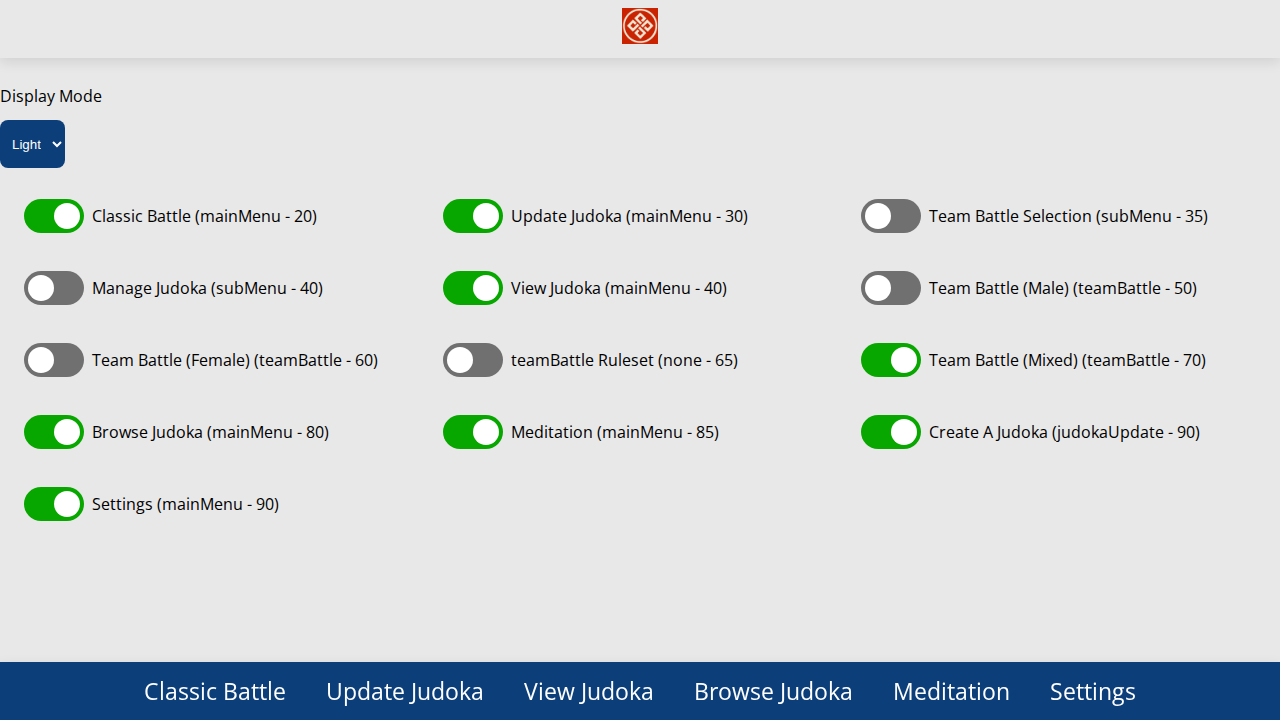 Display Mode
Light
Classic Battle (mainMenu - 20)
Update Judoka (mainMenu - 30)
Team Battle Selection (subMenu - 35)
Manage Judoka (subMenu - 40)
View Judoka (mainMenu - 40)
Team Battle (Male) (teamBattle - 50)
Team Battle (Female) (teamBattle - 60)
teamBattle Ruleset (none - 65)
Team Battle (Mixed) (teamBattle - 70)
Browse Judoka (mainMenu - 80)
Meditation (mainMenu - 85)
Create A Judoka (judokaUpdate - 90)
Settings (mainMenu - 90)
Classic Battle
Update Judoka
View Judoka
Browse Judoka
Meditation
Settings